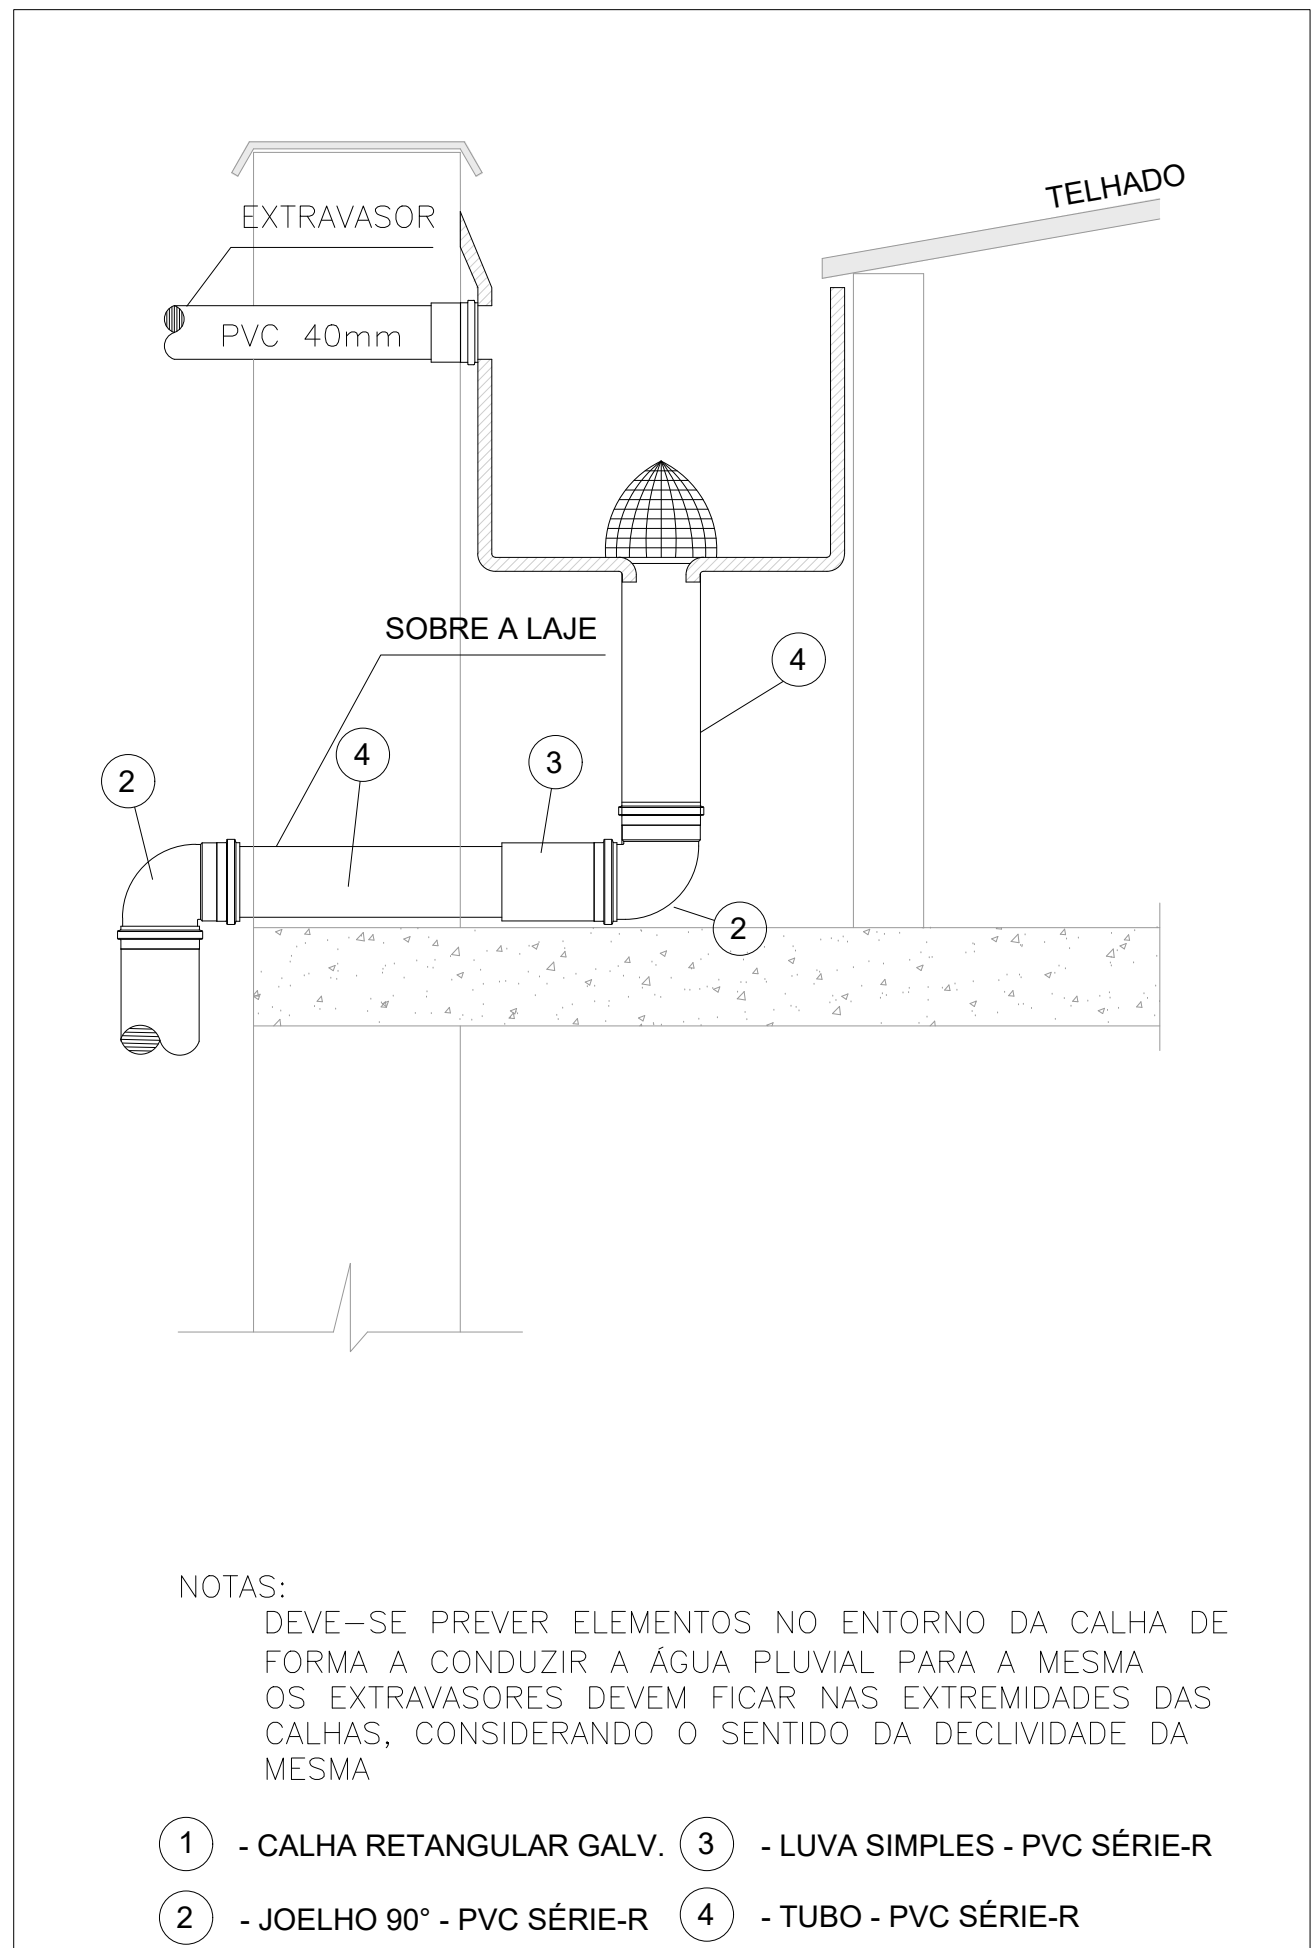 TELHADO
EXTRAVASOR
PVC 40mm
SOBRE A LAJE
4
4
3
2
2
NOTAS:
DEVE-SE PREVER ELEMENTOS NO ENTORNO DA CALHA DE
FORMA A CONDUZIR A ÁGUA PLUVIAL PARA A MESMA
OS EXTRAVASORES DEVEM FICAR NAS EXTREMIDADES DAS
CALHAS, CONSIDERANDO O SENTIDO DA DECLIVIDADE DA
MESMA
1 - CALHA RETANGULAR GALV.
3 - LUVA SIMPLES - PVC SÉRIE-R
2 - JOELHO 90° - PVC SÉRIE-R
4 - TUBO - PVC SÉRIE-R